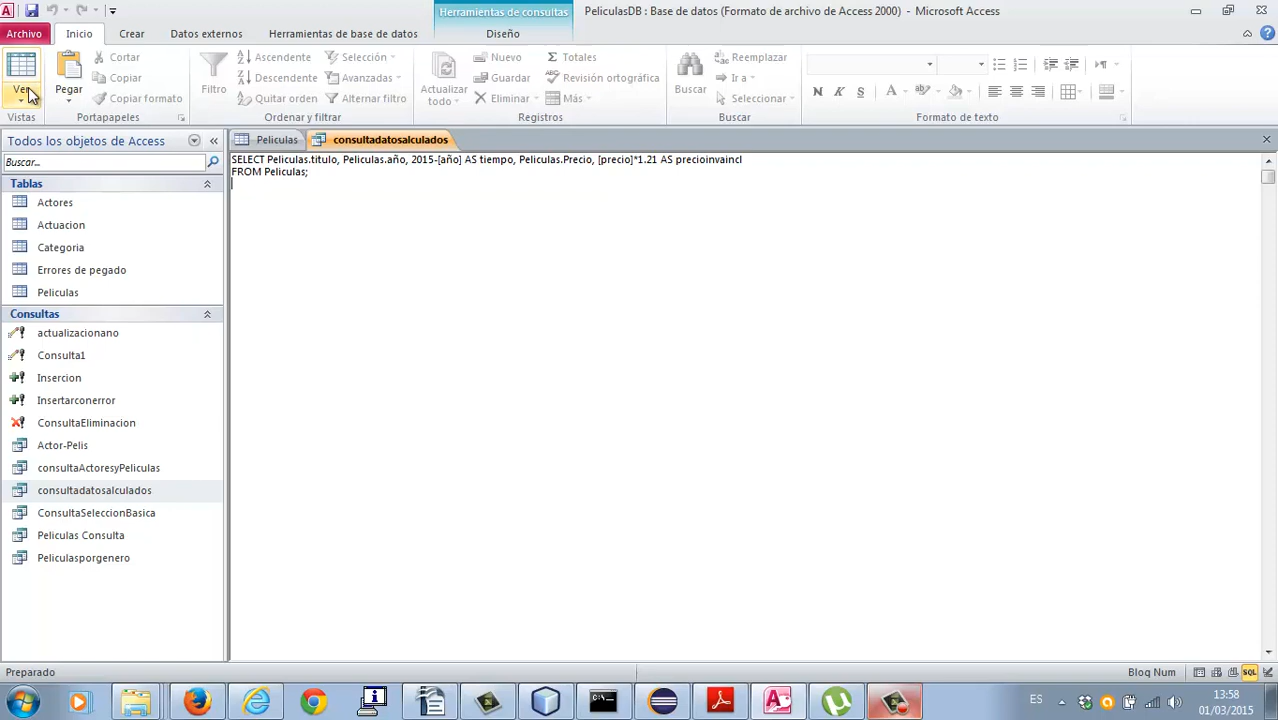 Herramientas de consultas
PeliculasDB : Base de datos (Formato de archivo de Access 2000) - Microsoft Access
Archivo
Inicio
Crear
Datos externos
Herramientas de base de datos
Diseño
Ver
Vistas
Pegar
Cortar
Copiar
Copiar formato
Portapapeles
Filtro
Ascendente
Descendente
Quitar orden
Selección
Avanzadas
Alternar filtro
Ordenar y filtrar
Actualizar
todo
Nuevo
Guardar
Eliminar
Totales
Revisión ortográfica
Más
Registros
Buscar
Reemplazar
Ir a
Seleccionar
Buscar
N K S
A
Formato de texto
Todos los objetos de Access
Buscar...
Tablas
Actores
Actuacion
Categoria
Errores de pegado
Peliculas
Consultas
actualizacionano
Consulta1
Insercion
Insertarconerror
ConsultaEliminacion
Actor-Pelis
consultaActoresyPeliculas
consultadatosalculados
ConsultaSeleccionBasica
Peliculas Consulta
Peliculasporgenero
Peliculas
consultadatosalculados
SELECT Peliculas.titulo, Peliculas.año, 2015-[año] AS tiempo, Peliculas.Precio, [precio]*1.21 AS precioinvaincl
FROM Peliculas;
Preparado
Bloq Num
SQL
ES
13:58
01/03/2015